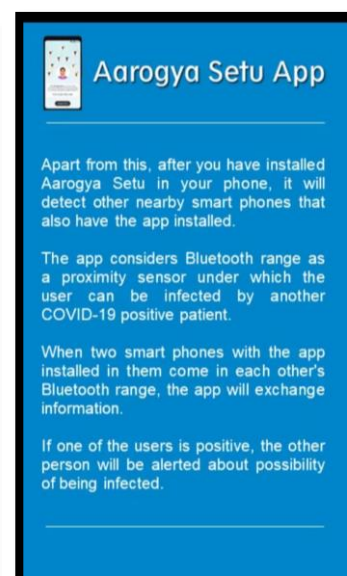 Aarogya Setu App
Apart from this, after you have installed
Aarogya Setu in your phone, it will
detect other nearby smart phones that
also have the app installed.
The app considers Bluetooth range as
a proximity sensor under which the
user can be infected by another
COVID-19 positive patient.
When two smart phones with the app
installed in them come in each other's
Bluetooth range, the app will exchange
information.
If one of the users is positive, the other
person will be alerted about possibility
of being infected.